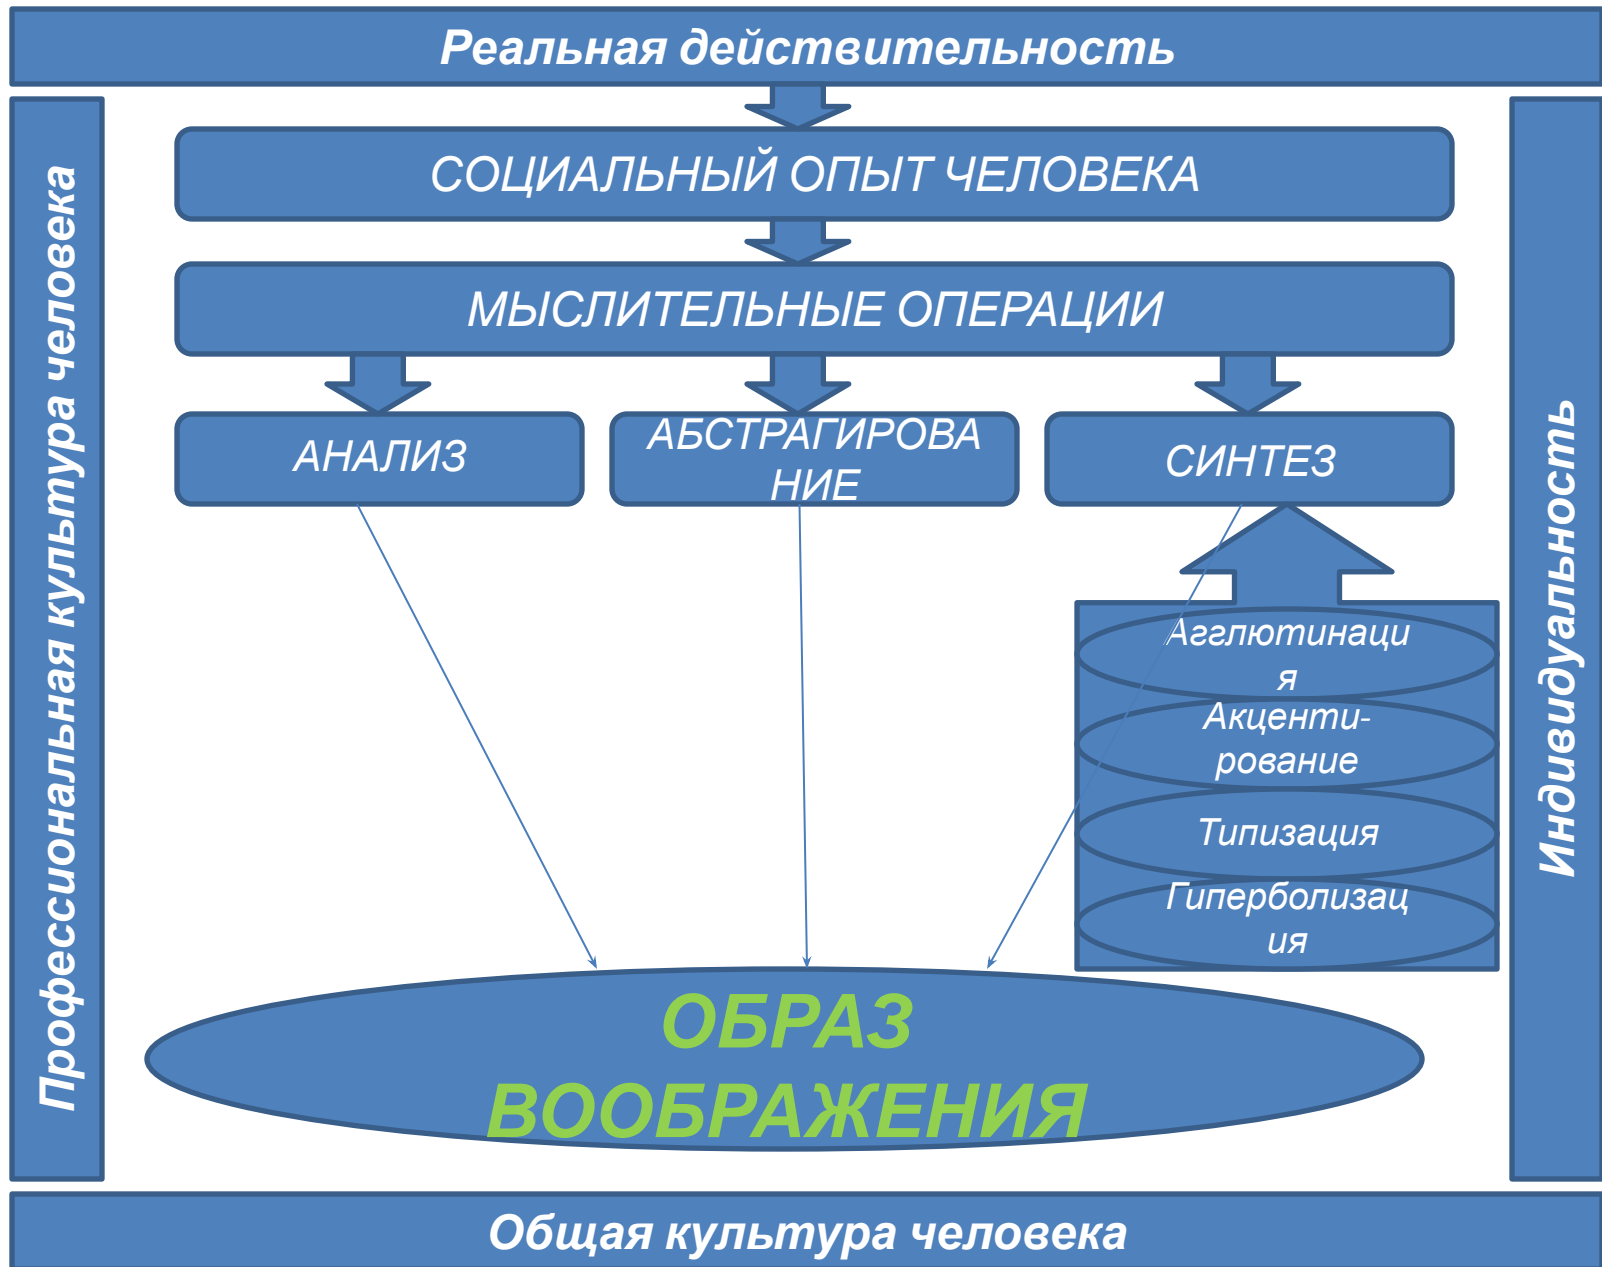 Реальная действительность
Профессиональная культура человека
СОЦИАЛЬНЫЙ ОПЫТ ЧЕЛОВЕКА
МЫСЛИТЕЛЬНЫЕ ОПЕРАЦИИ
АНАЛИЗ
АБСТРАГИРОВА
НИЕ
СИНТЕЗ
Агглютинаци
я
Акценти-
рование
Типизация
Гиперболизац
ия
Индивидуальность
ОБРАЗ
ВООБРАЖЕНИЯ
Общая культура человека